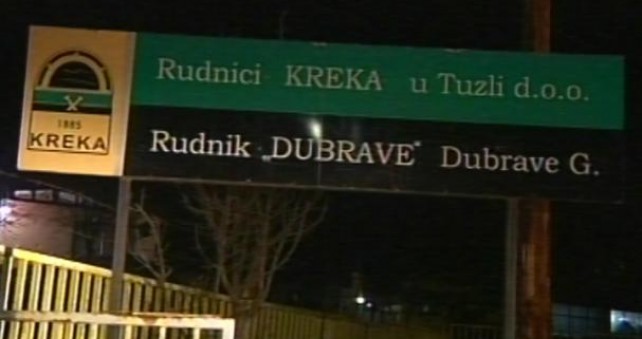 1885
KREKA
Rudnici KREKA u Tuzli d.o.o.
Rudnik „DUBRAVE" Dubrave G.